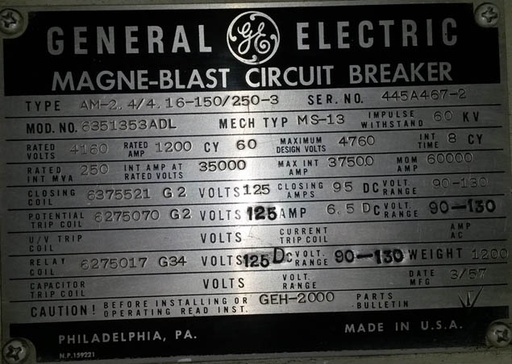 GENERAL GE ELECTRIC
MAGNE-BLAST CIRCUIT BREAKER
TYPE AM-2.4/4.16-150/250-3 SER. NO. 445A467-2
MOD. NO. 6351353ADL MECH TYP MS-13 IMPULSE WITHSTAND 60 KV
RATED VOLTS 4160 RATED AMP 1200 CY 60 MAXIMUM DESIGN VOLTS 4760 INT TIME 8 CY
RATED INT MVA 250 INT AMP AT RATED VOLTS 35000 MAX INT AMP 37500 MOM AMP 60000
CLOSING COIL 6375521 G2 VOLTS 125 CLOSING AMPS 95 DC VOLT. RANGE 90-130
POTENTIAL TRIP COIL 6275070 G2 VOLTS 125 AMP 6.5 DC VOLT. RANGE 90-130
U/V TRIP COIL VOLTS CURRENT TRIP COIL AMP AC
RELAY COIL 6275017 G34 VOLTS 125 DC VOLT. RANGE 90-130 WEIGHT 1200
CAPACITOR TRIP COIL VOLTS VOLT. RANGE DATE MFG 3/57
CAUTION! BEFORE INSTALLING OR OPERATING READ INST. GEH-2000 PARTS BULLETIN
PHILADELPHIA, PA. MADE IN U.S.A.
N.P.159221